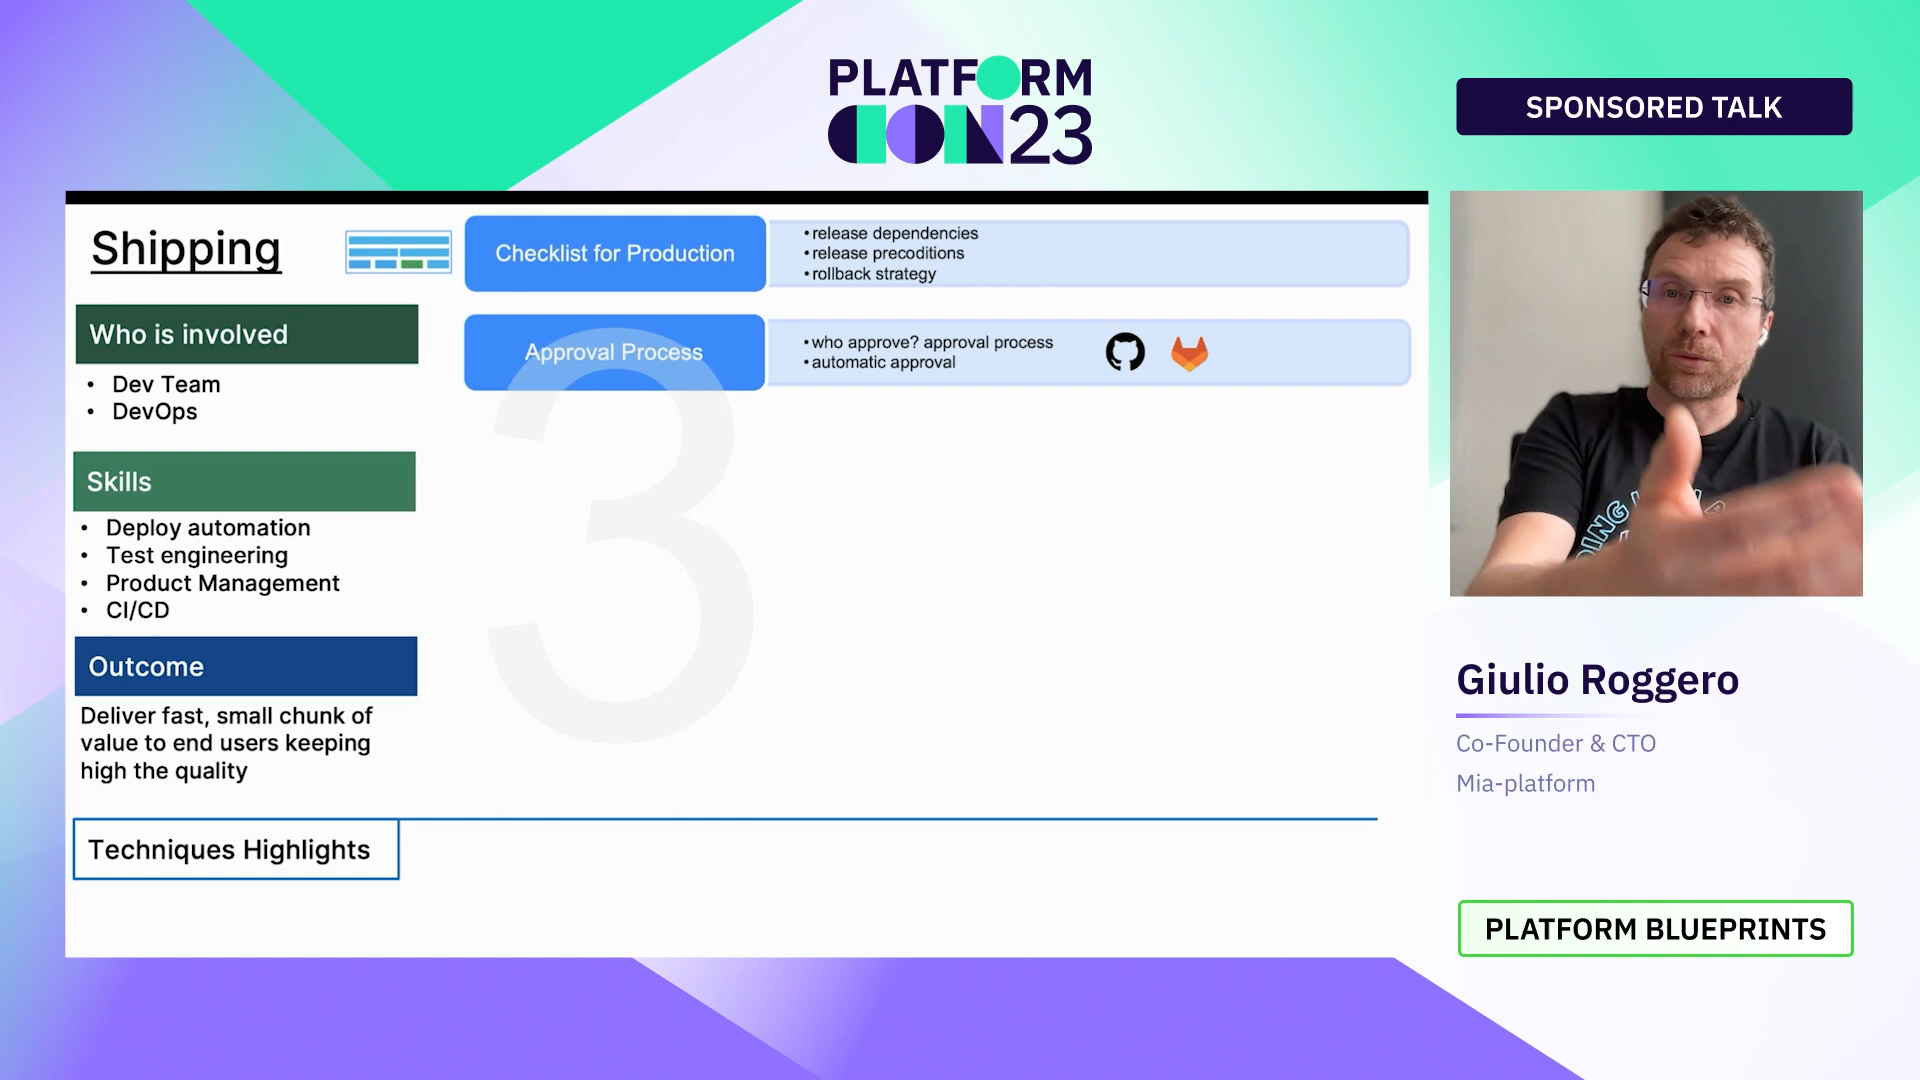 PLATFORM
CON23
SPONSORED TALK
Shipping
Checklist for Production
• release dependencies
• release precoditions
• rollback strategy
Who is involved
• Dev Team
• DevOps
Approval Process
• who approve? approval process
• automatic approval
3
Skills
• Deploy automation
• Test engineering
• Product Management
• CI/CD
Outcome
Deliver fast, small chunk of
value to end users keeping
high the quality
Techniques Highlights
Giulio Roggero
Co-Founder & CTO
Mia-platform
PLATFORM BLUEPRINTS